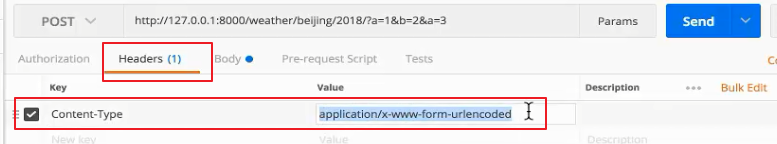 POST http://127.0.0.1:8000/weather/beijing/2018/?a=1&b=2&a=3 Params Send
Authorization Headers (1) Body Pre-request Script Tests
Key Value Description ••• Bulk Edit
Content-Type application/x-www-form-urlencoded
New key Value Description